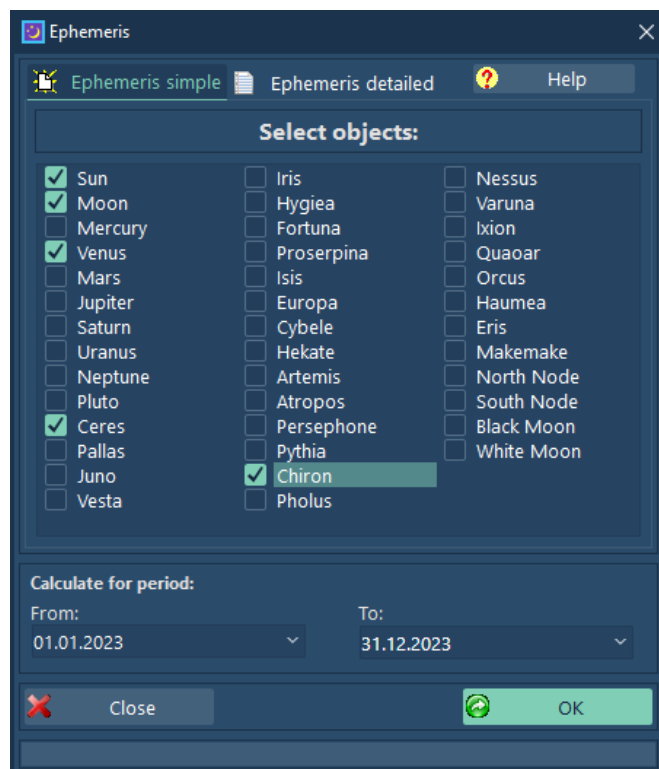 Ephemeris
Ephemeris simple
Ephemeris detailed
Help
Select objects:
Sun
Moon
Mercury
Venus
Mars
Jupiter
Saturn
Uranus
Neptune
Pluto
Ceres
Pallas
Juno
Vesta
Iris
Hygiea
Fortuna
Proserpina
Isis
Europa
Cybele
Hekate
Artemis
Atropos
Persephone
Pythia
Chiron
Pholus
Nessus
Varuna
Ixion
Quaoar
Orcus
Haumea
Eris
Makemake
North Node
South Node
Black Moon
White Moon
Calculate for period:
From:
01.01.2023
To:
31.12.2023
Close
OK